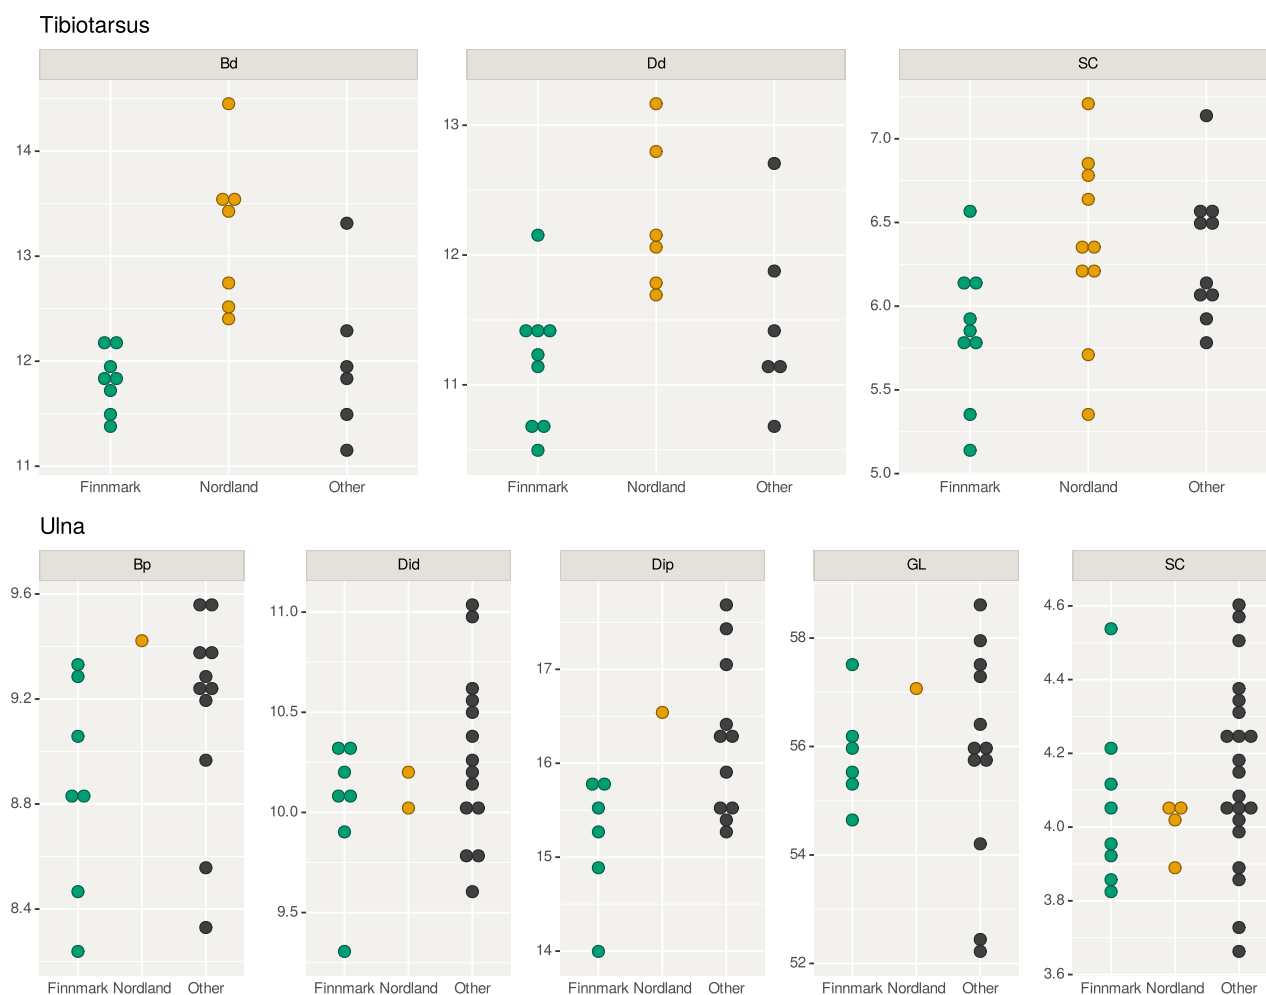 Tibiotarsus
Bd
Dd
SC
14
13
12
11
13
12
11
7.0
6.5
6.0
5.5
5.0
Finnmark Nordland Other
Finnmark Nordland Other
Finnmark Nordland Other
Ulna
Bp
Did
Dip
GL
SC
9.6
9.2
8.8
8.4
11.0
10.5
10.0
9.5
17
16
15
14
58
56
54
52
4.6
4.4
4.2
4.0
3.8
3.6
Finnmark Nordland Other
Finnmark Nordland Other
Finnmark Nordland Other
Finnmark Nordland Other
Finnmark Nordland Other